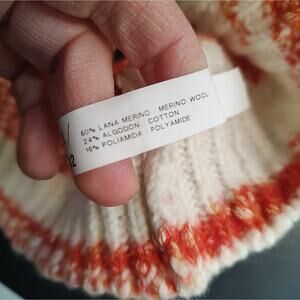 60% LANA MERINO · MERINO WOOL
24% ALGODON · COTTON
16% POLIAMIDA · POLYAMIDE